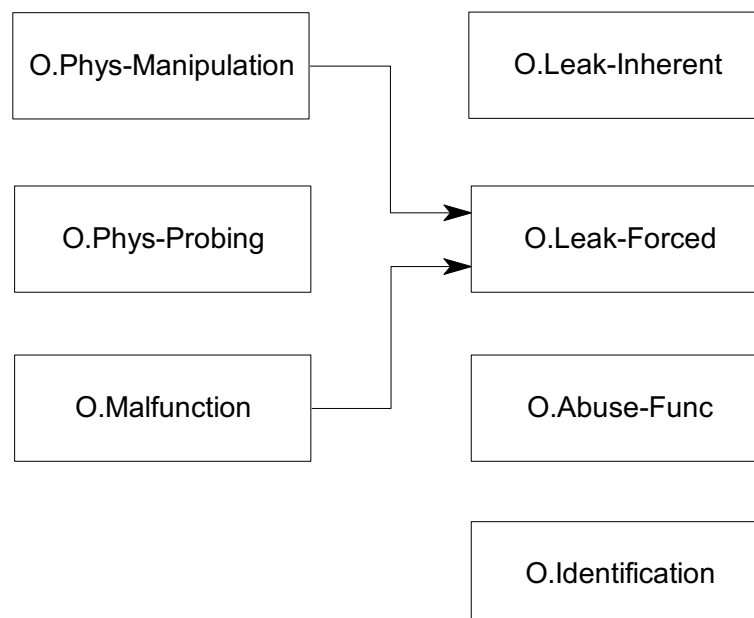 O.Phys-Manipulation
O.Leak-Inherent
O.Phys-Probing
O.Leak-Forced
O.Malfunction
O.Abuse-Func
O.Identification